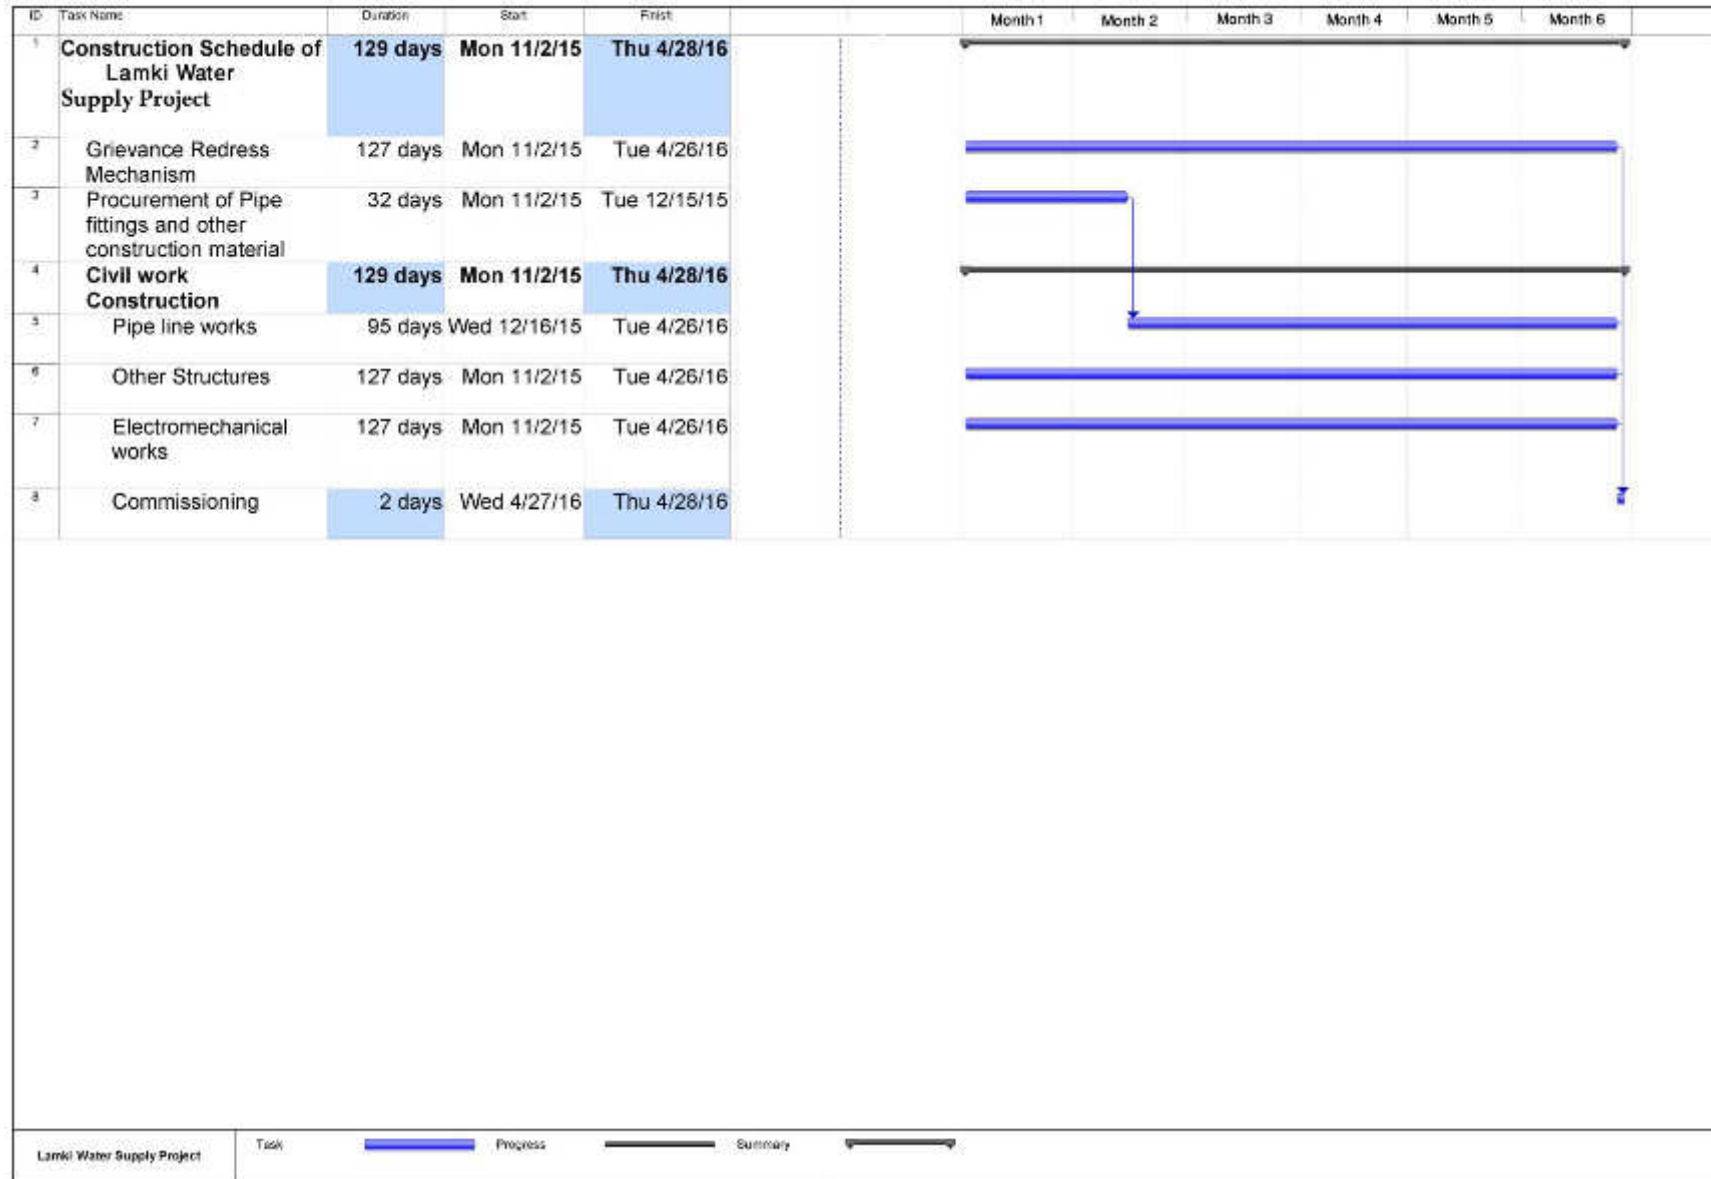 ID Task Name Duration Start Finish Month 1 Month 2 Month 3 Month 4 Month 5 Month 6
1 Construction Schedule of 129 days Mon 11/2/15 Thu 4/28/16
Lamki Water
Supply Project
2 Grievance Redress 127 days Mon 11/2/15 Tue 4/26/16
Mechanism
3 Procurement of Pipe 32 days Mon 11/2/15 Tue 12/15/15
fittings and other
construction material
4 Civil work 129 days Mon 11/2/15 Thu 4/28/16
Construction
5 Pipe line works 95 days Wed 12/16/15 Tue 4/26/16
6 Other Structures 127 days Mon 11/2/15 Tue 4/26/16
7 Electromechanical 127 days Mon 11/2/15 Tue 4/26/16
works
8 Commissioning 2 days Wed 4/27/16 Thu 4/28/16
Lamki Water Supply Project Task Progress Summary